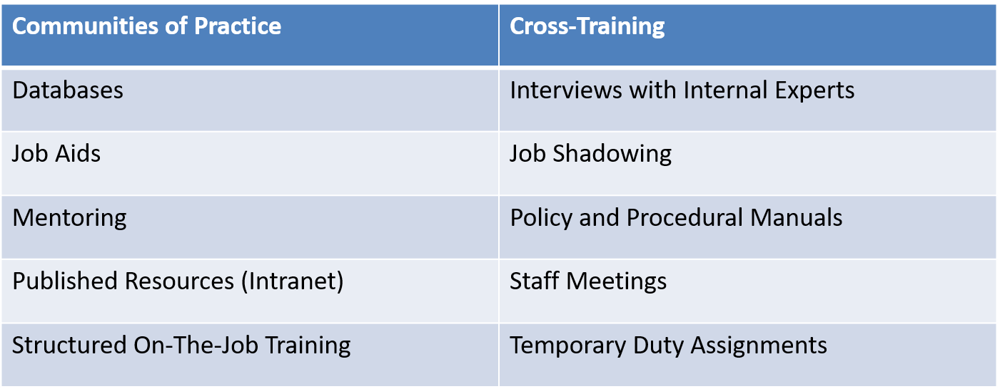 Communities of Practice
Cross-Training
Databases
Interviews with Internal Experts
Job Aids
Job Shadowing
Mentoring
Policy and Procedural Manuals
Published Resources (Intranet)
Staff Meetings
Structured On-The-Job Training
Temporary Duty Assignments